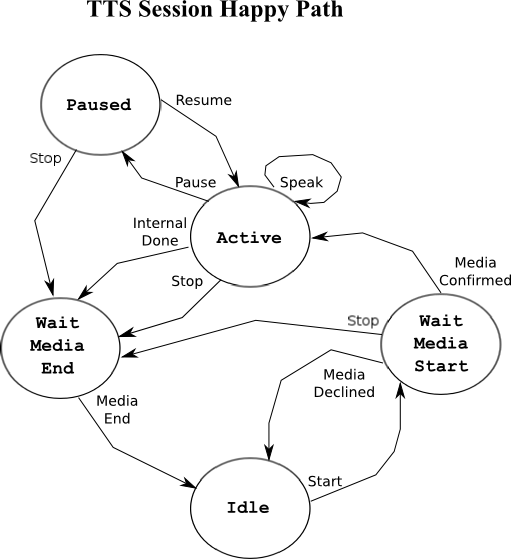 TTS Session Happy Path
Paused
Resume
Stop
Pause
Speak
Internal
Done
Active
Stop
Media
Confirmed
Wait
Media
End
Stop
Wait
Media
Start
Media
Declined
Media
End
Start
Idle